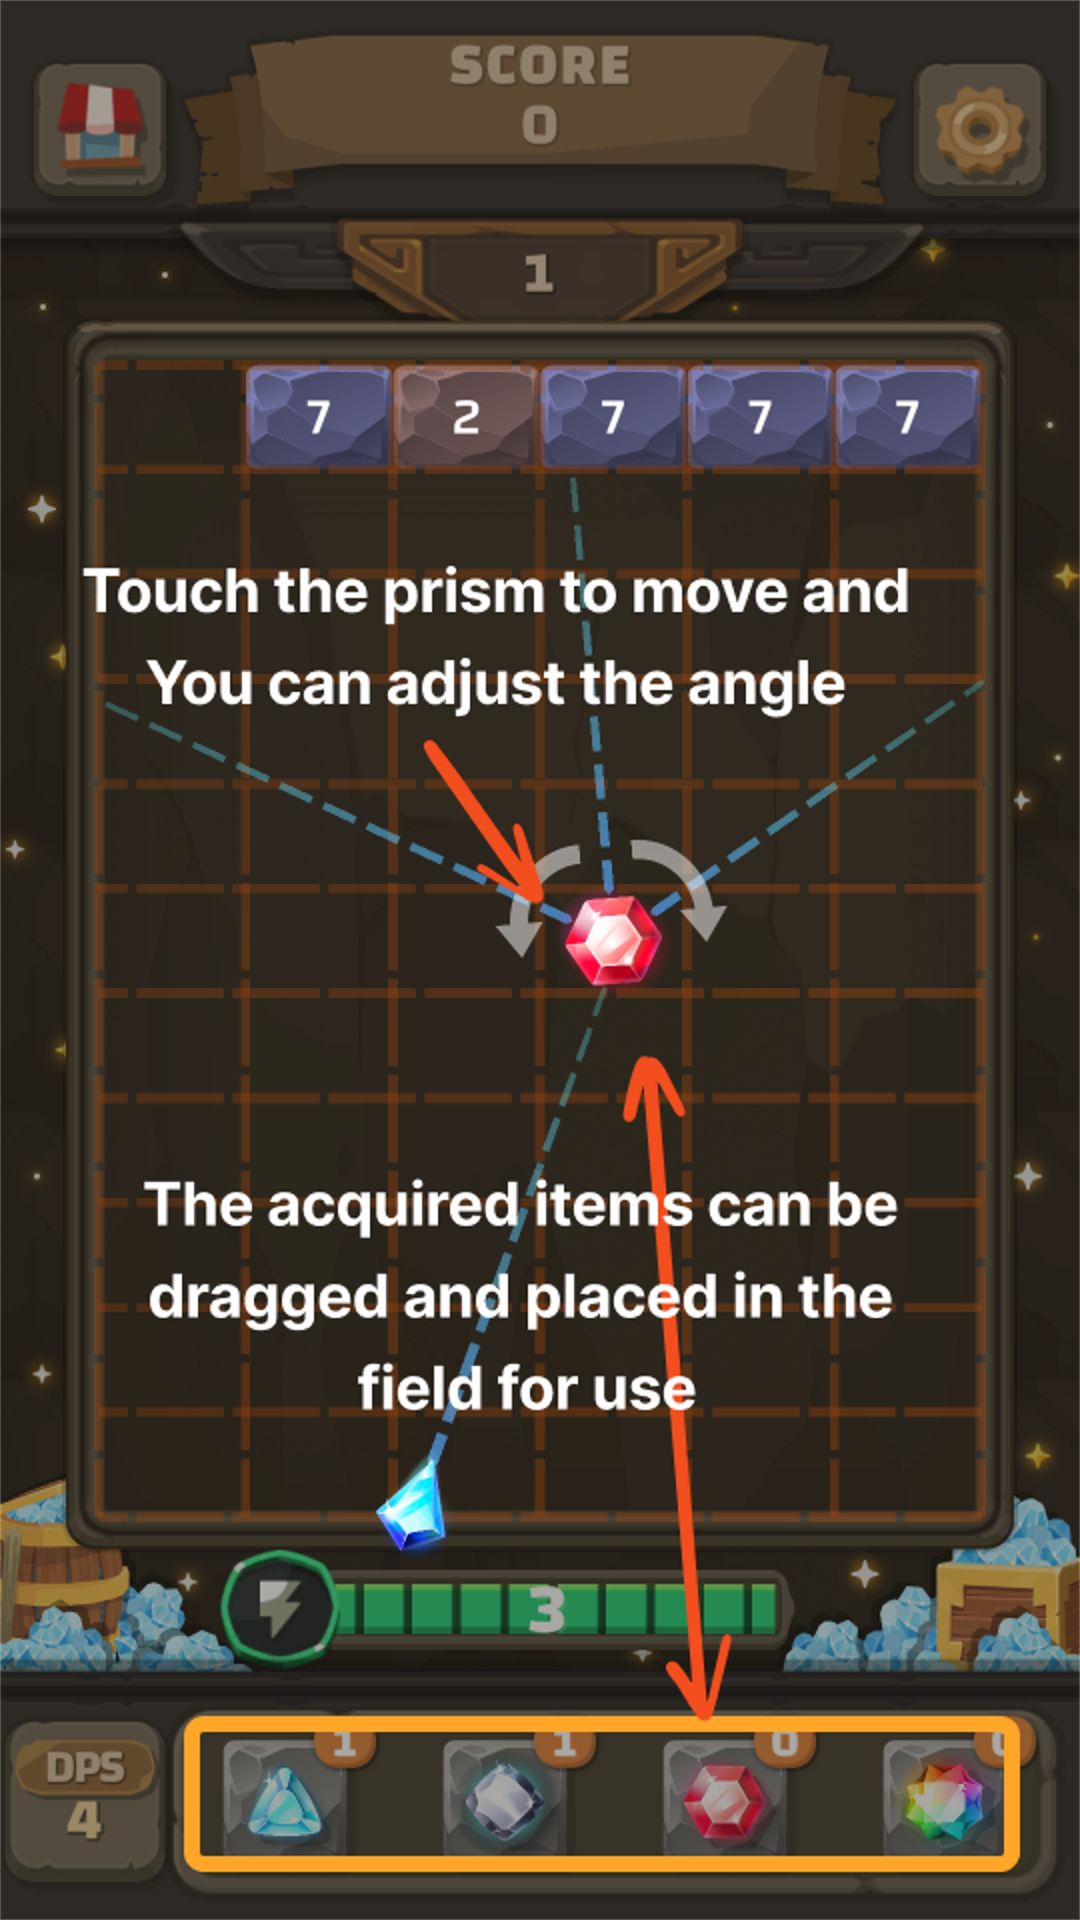 SCORE
0
1
7 2 7 7 7
Touch the prism to move and
You can adjust the angle
The acquired items can be
dragged and placed in the
field for use
3
1 1 0 0
DPS
4